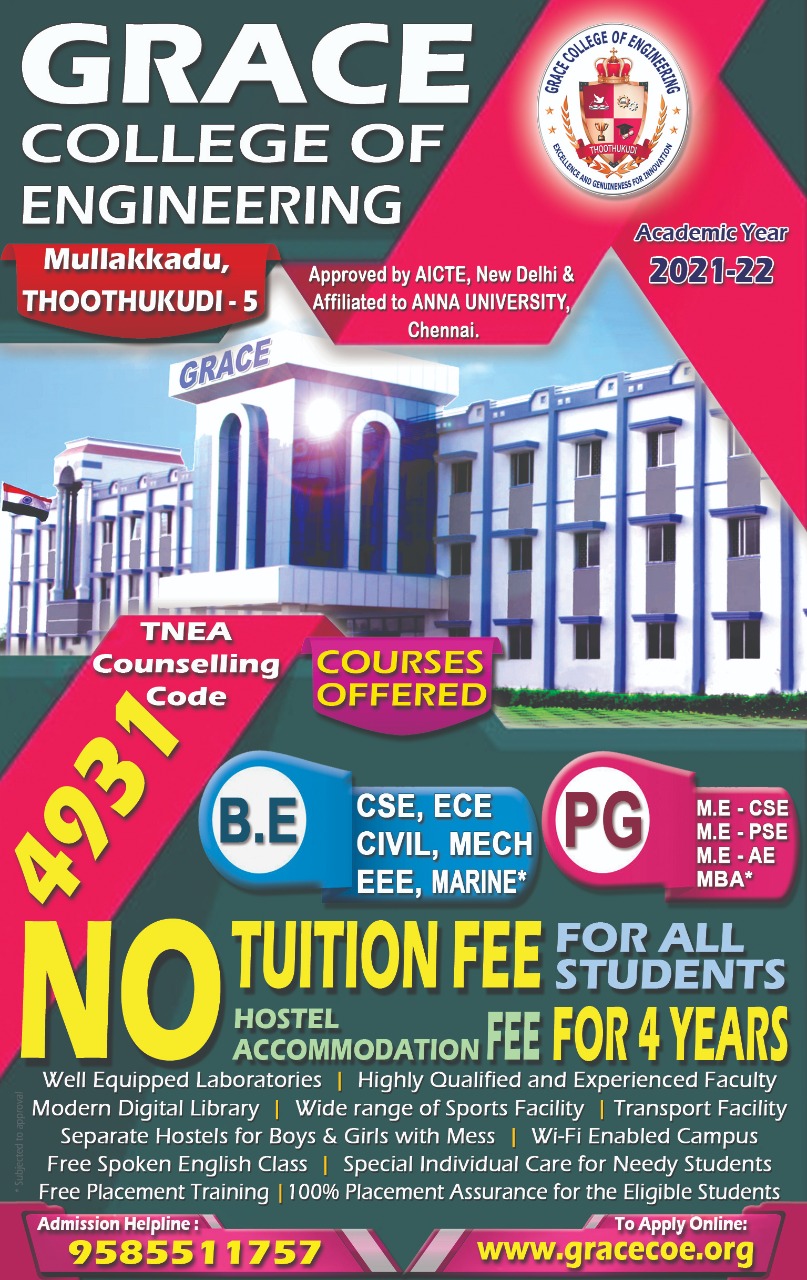 GRACE
COLLEGE OF
ENGINEERING
Mullakkadu,
THOOTHUKUDI - 5
GRACE COLLEGE OF ENGINEERING
THOOTHUKUDI
EXCELLENCE AND GENUINENESS FOR INNOVATION
Academic Year
2021-22
Approved by AICTE, New Delhi &
Affiliated to ANNA UNIVERSITY,
Chennai.
GRACE
TNEA
Counselling
Code
4931
COURSES
OFFERED
B.E
CSE, ECE
CIVIL, MECH
EEE, MARINE*
PG
M.E - CSE
M.E - PSE
M.E - AE
MBA*
NO TUITION FEE FOR ALL
STUDENTS
HOSTEL
ACCOMMODATION FEE FOR 4 YEARS
Well Equipped Laboratories | Highly Qualified and Experienced Faculty
Modern Digital Library | Wide range of Sports Facility | Transport Facility
Separate Hostels for Boys & Girls with Mess | Wi-Fi Enabled Campus
Free Spoken English Class | Special Individual Care for Needy Students
Free Placement Training | 100% Placement Assurance for the Eligible Students
* Subjected to approval
Admission Helpline :
9585511757
To Apply Online:
www.gracecoe.org